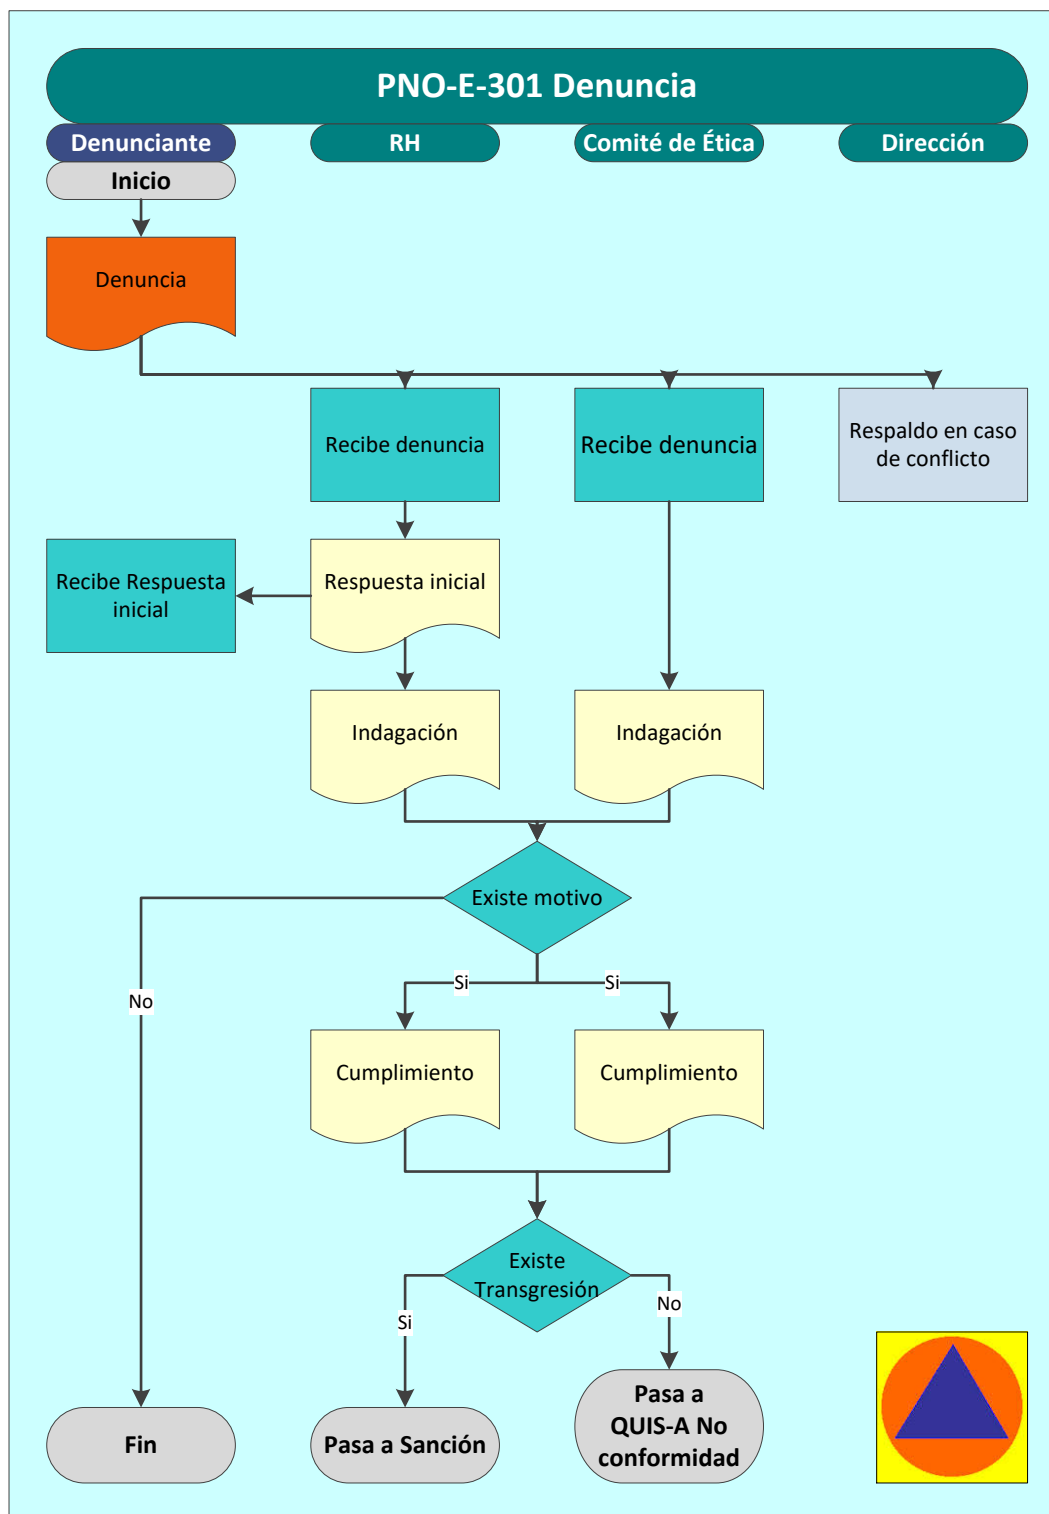 PNO-E-301 Denuncia
Denunciante
RH
Comité de Ética
Dirección
Inicio
Denuncia
Recibe denuncia
Recibe denuncia
Respaldo en caso
de conflicto
Recibe Respuesta
inicial
Respuesta inicial
Indagación
Indagación
Existe motivo
No
Si
Si
Cumplimiento
Cumplimiento
Existe
Transgresión
Si
No
Fin
Pasa a Sanción
Pasa a
QUIS-A No
conformidad